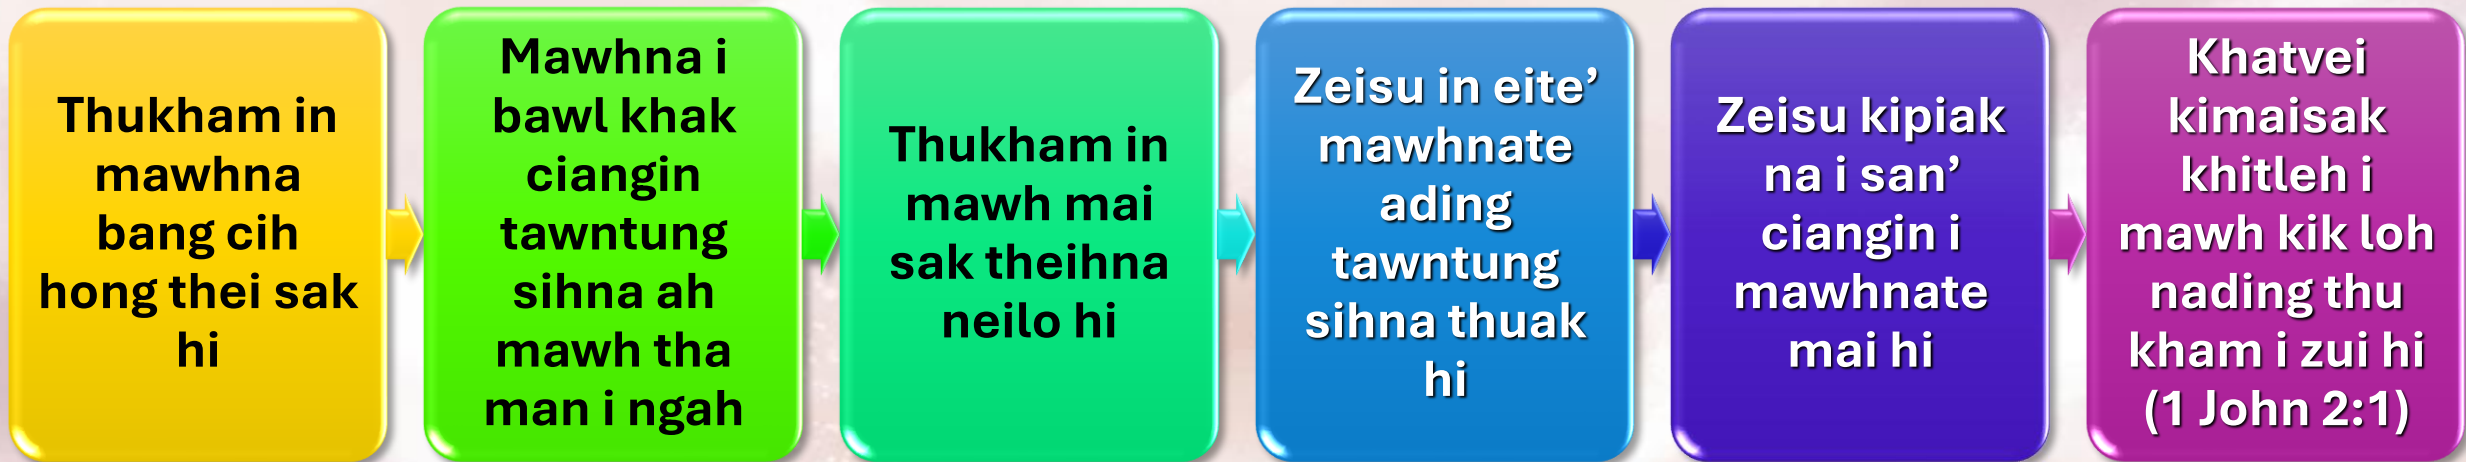 Thukham in
mawhna
bang cih
hong thei sak
hi
Mawhna i
bawl khak
ciangin
tawntung
sihna ah
mawh tha
man i ngah
Thukham in
mawh mai
sak theihna
neilo hi
Zeisu in eite’
mawhnate
ading
tawntung
sihna thuak
hi
Zeisu kipiak
na i san’
ciangin i
mawhnate
mai hi
Khatvei
kimaisak
khitleh i
mawh kik loh
nading thu
kham i zui hi
(1 John 2:1)